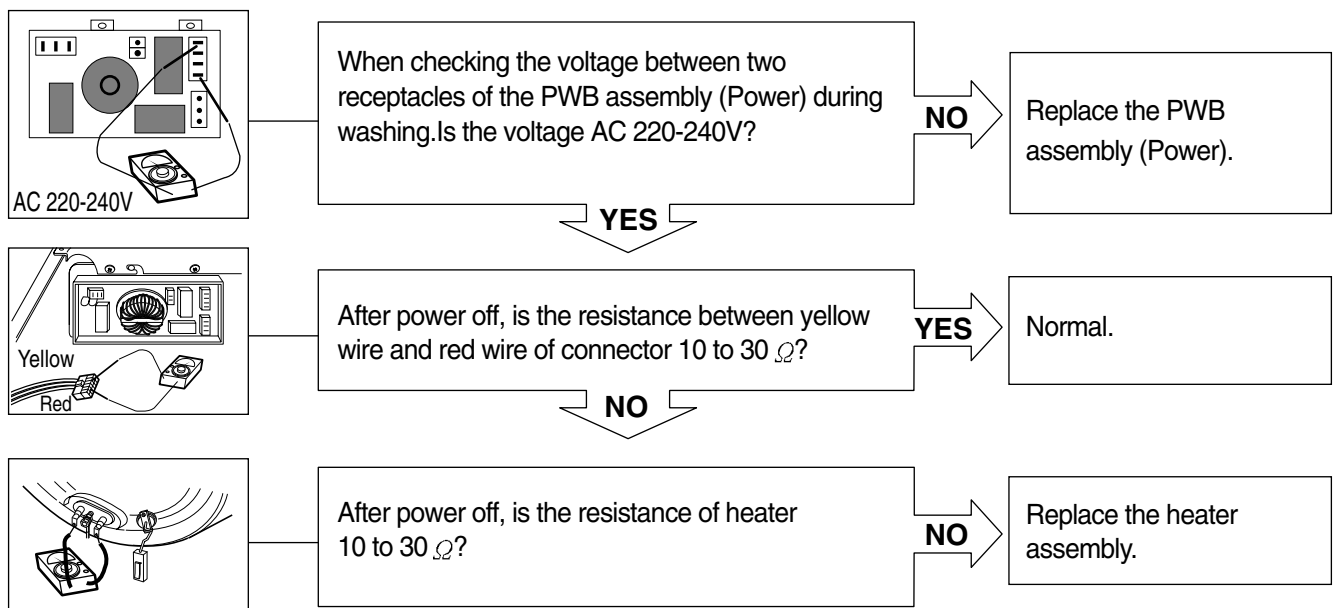 AC 220-240V
When checking the voltage between two
receptacles of the PWB assembly (Power) during
washing.Is the voltage AC 220-240V?
NO
Replace the PWB
assembly (Power).
YES
Yellow
Red
After power off, is the resistance between yellow
wire and red wire of connector 10 to 30 Ω?
YES
Normal.
NO
After power off, is the resistance of heater
10 to 30 Ω?
NO
Replace the heater
assembly.